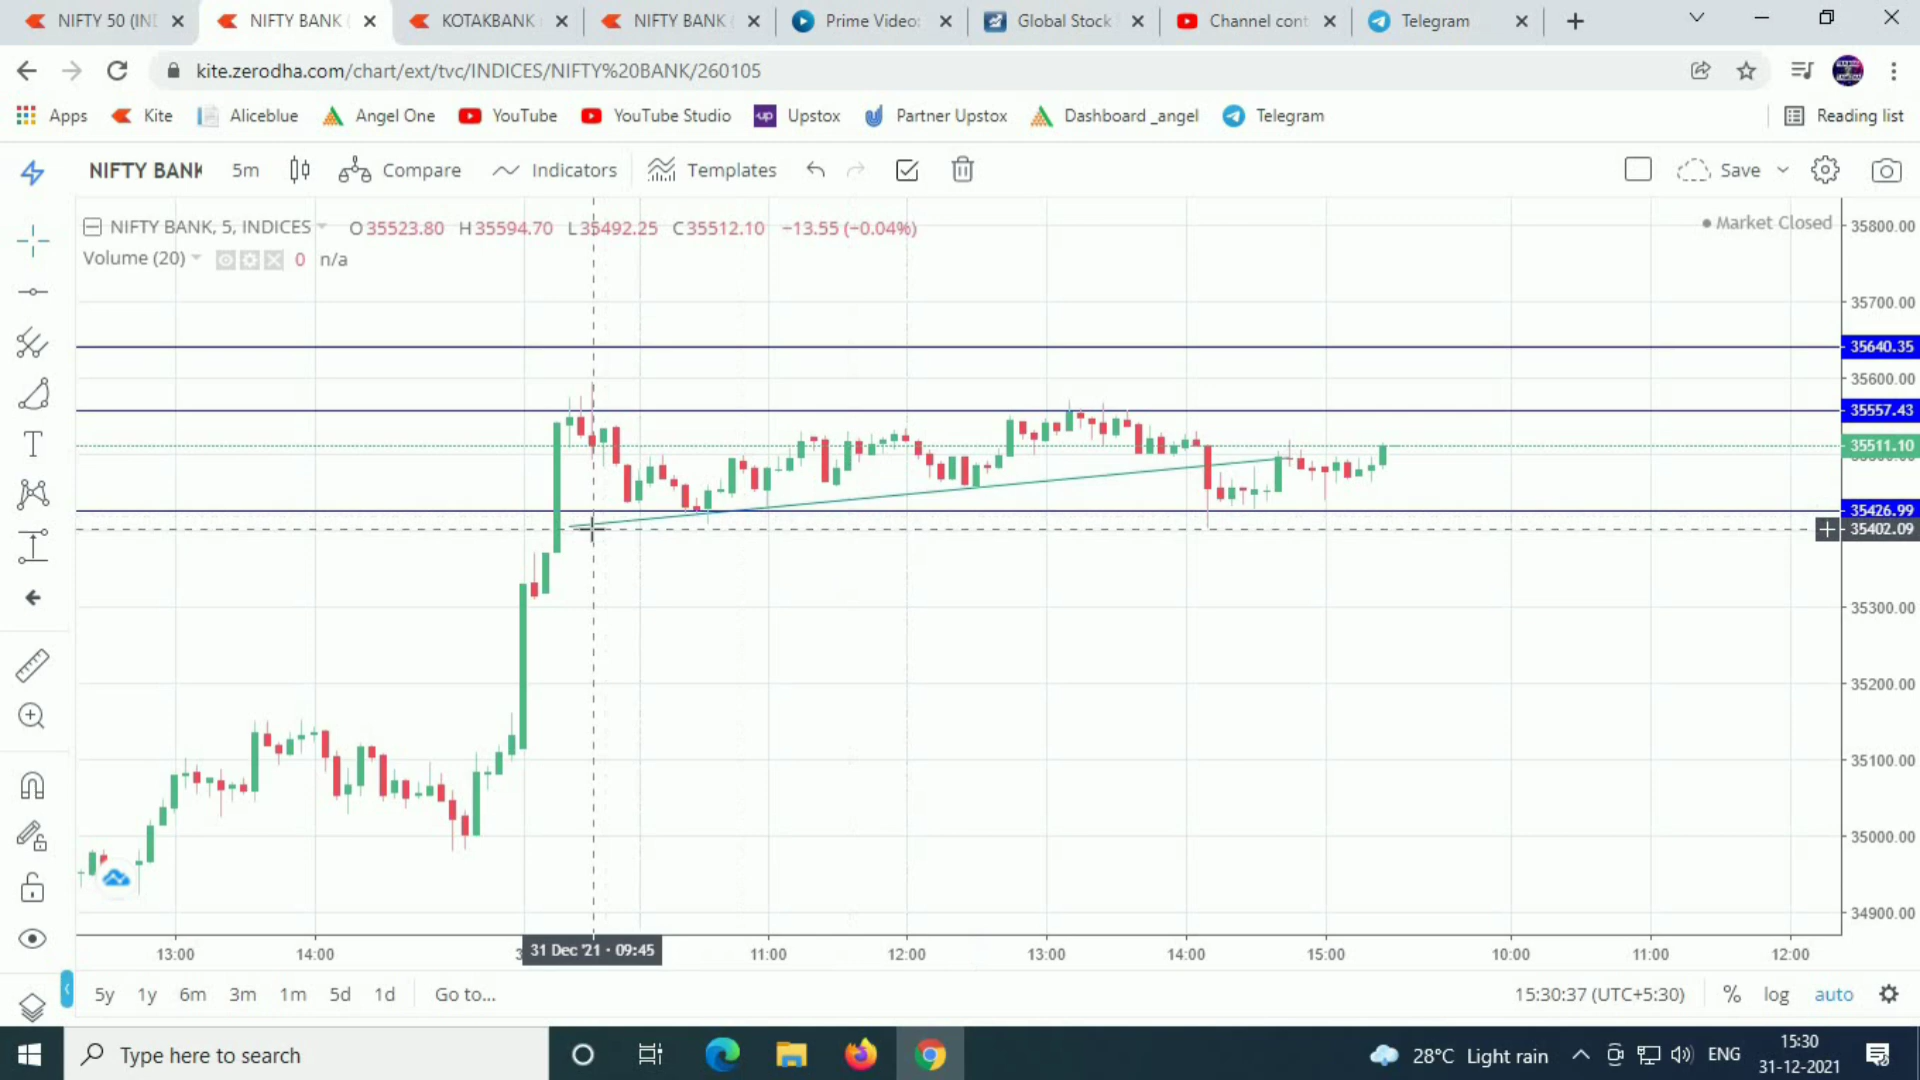 NIFTY 50 (IN
NIFTY BANK (
KOTAKBANK
NIFTY BANK (
Prime Video:
Global Stock
Channel cont
Telegram
kite.zerodha.com/chart/ext/tvc/INDICES/NIFTY%20BANK/260105
Apps
Kite
Aliceblue
Angel One
YouTube
YouTube Studio
up Upstox
Partner Upstox
Dashboard _angel
Telegram
Reading list
NIFTY BANK
5m
Compare
Indicators
Templates
Save
NIFTY BANK, 5, INDICES O35523.80 H35594.70 L35492.25 C35512.10 −13.55 (−0.04%)
Market Closed
Volume (20) 0 n/a
35800.00
35700.00
35640.35
35600.00
35557.43
35511.10
35426.99
35402.09
35300.00
35200.00
35100.00
35000.00
34900.00
13:00 14:00 31 Dec '21 · 09:45 11:00 12:00 13:00 14:00 15:00 10:00 11:00 12:00
5y 1y 6m 3m 1m 5d 1d Go to...
15:30:37 (UTC+5:30) % log auto
Type here to search
28°C Light rain
ENG
15:30
31-12-2021